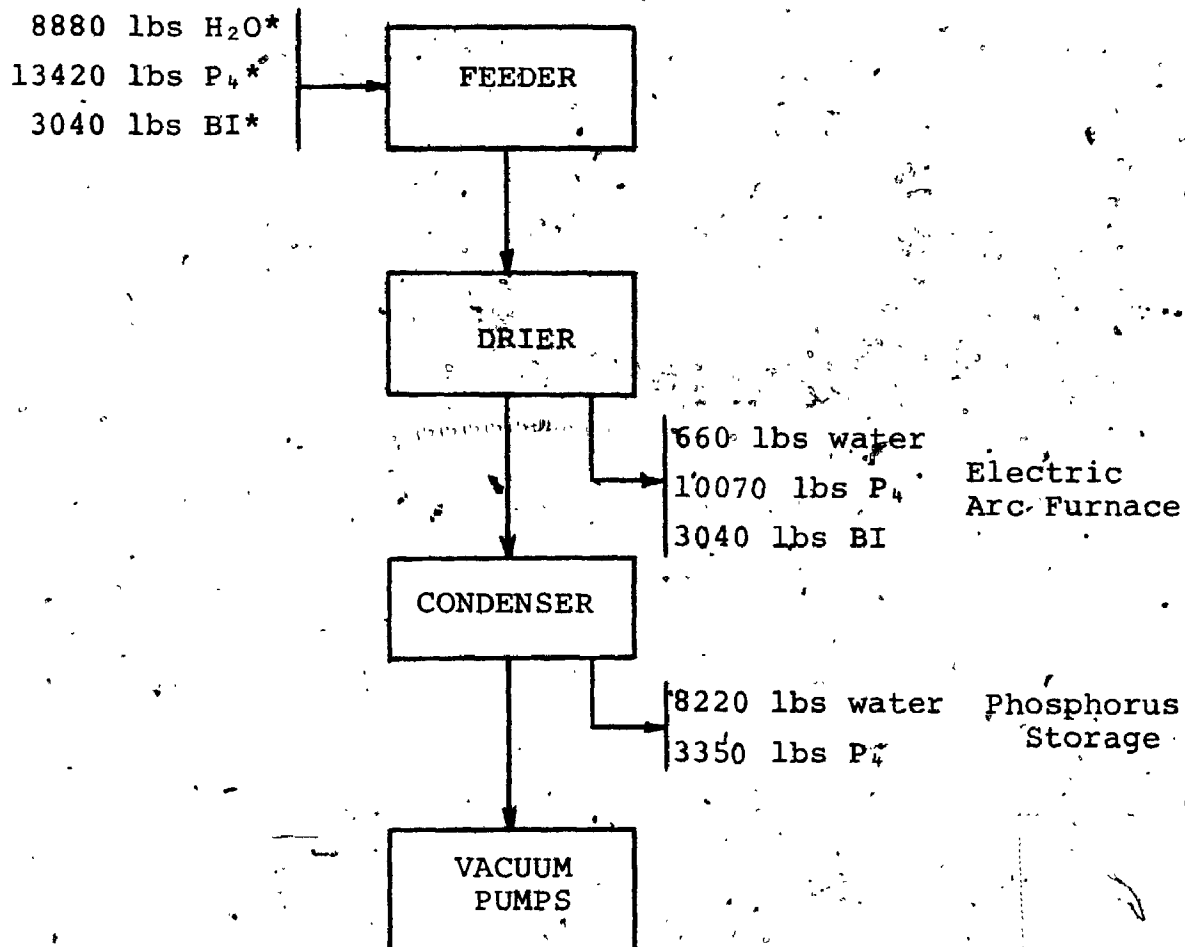 8880 lbs H₂O*
13420 lbs P₄*
3040 lbs BI*
FEEDER
DRIER
660 lbs water
10070 lbs P₄
3040 lbs BI
Electric
Arc Furnace
CONDENSER
8220 lbs water
3350 lbs P₄
Phosphorus
Storage
VACUUM
PUMPS